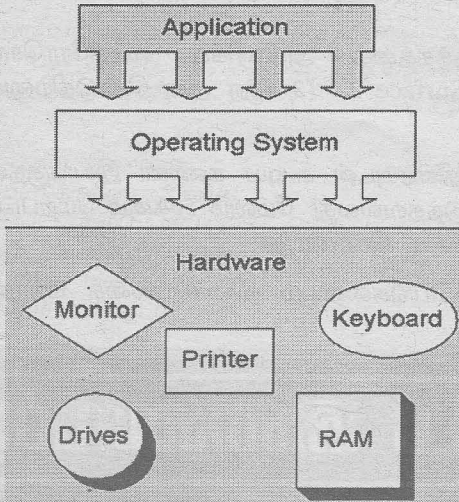 Application
Operating System
Hardware
Monitor
Keyboard
Printer
Drives
RAM